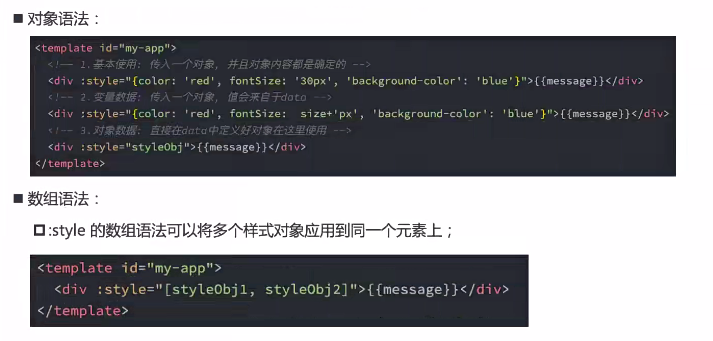 ■ 对象语法：
<template id="my-app">
<!-- 1.基本使用: 传入一个对象, 并且对象内容都是确定的 -->
<div :style="{color: 'red', fontSize: '30px', 'background-color': 'blue'}">{{message}}</div>
<!-- 2.变量数据: 传入一个对象, 值会来自于data -->
<div :style="{color: 'red', fontSize:  size+'px', 'background-color': 'blue'}">{{message}}</div>
<!-- 3.对象数据: 直接在data中定义好对象在这里使用 -->
<div :style="styleObj">{{message}}</div>
</template>
■ 数组语法：
:style 的数组语法可以将多个样式对象应用到同一个元素上；
<template id="my-app">
<div :style="[styleObj1, styleObj2]">{{message}}</div>
</template>